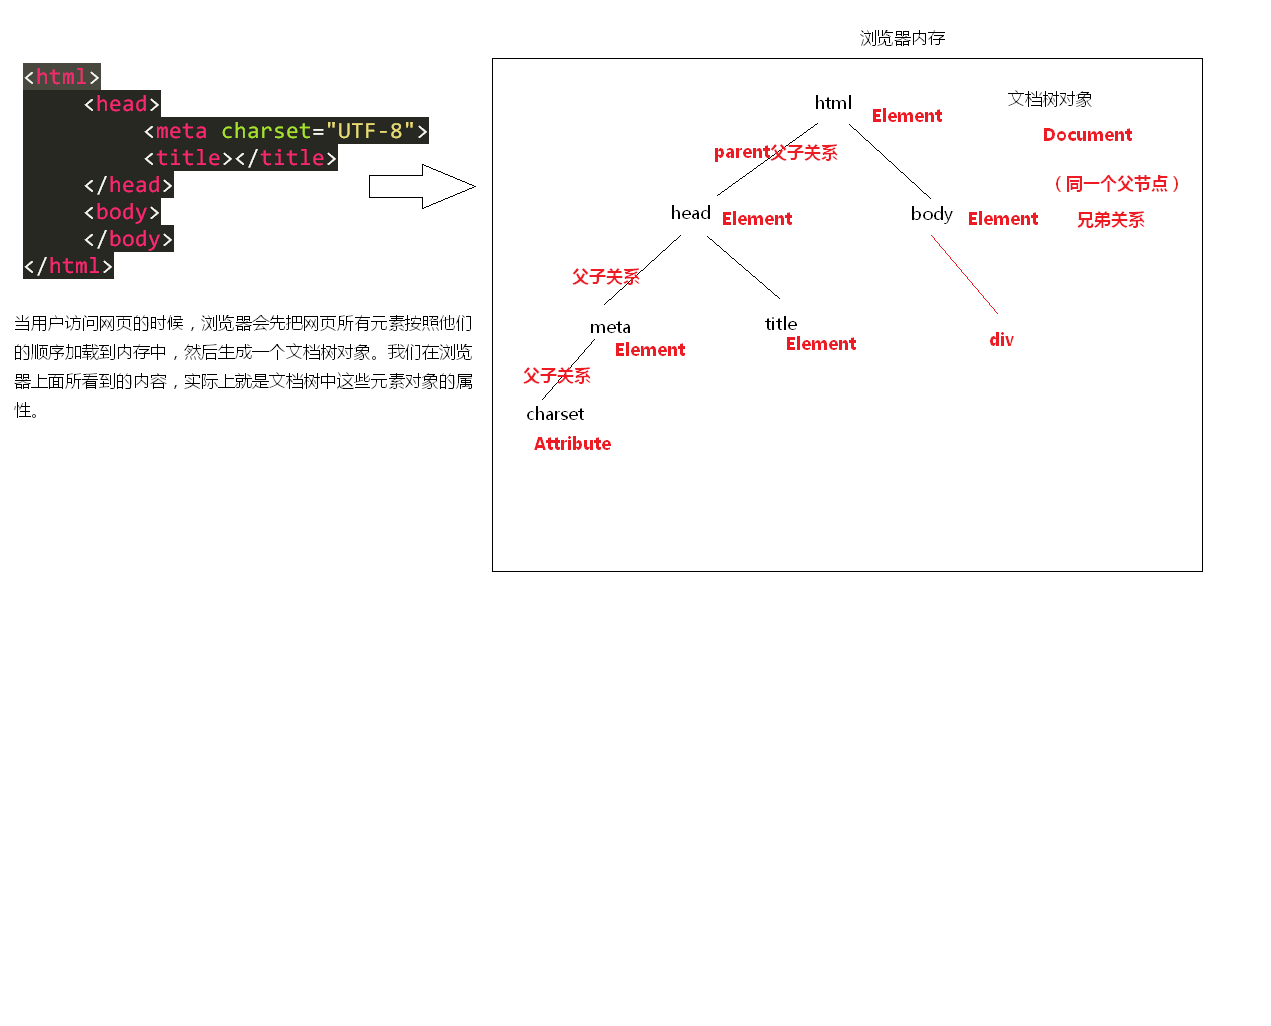 浏览器内存
<html>
<head>
<meta charset="UTF-8">
<title></title>
</head>
<body>
</body>
</html>
当用户访问网页的时候，浏览器会先把网页所有元素按照他们
的顺序加载到内存中，然后生成一个文档树对象。我们在浏览
器上面所看到的内容，实际上就是文档树中这些元素对象的属
性。
html
Element
文档树对象
Document
parent父子关系
（同一个父节点）
兄弟关系
head
Element
body
Element
父子关系
meta
Element
title
Element
div
父子关系
charset
Attribute